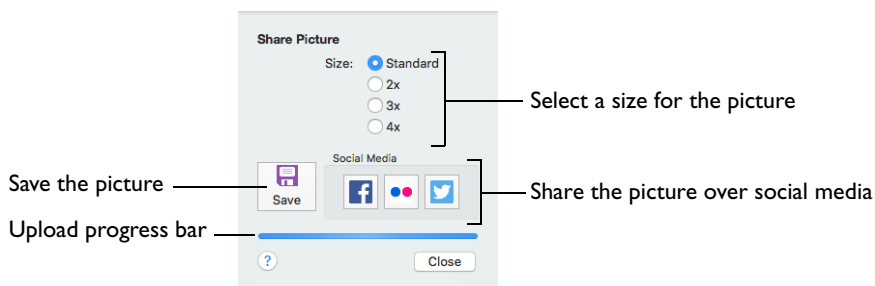 Share Picture
Size: Standard
2x
3x
4x
Select a size for the picture
Social Media
Save the picture
Save
Share the picture over social media
Upload progress bar
?
Close